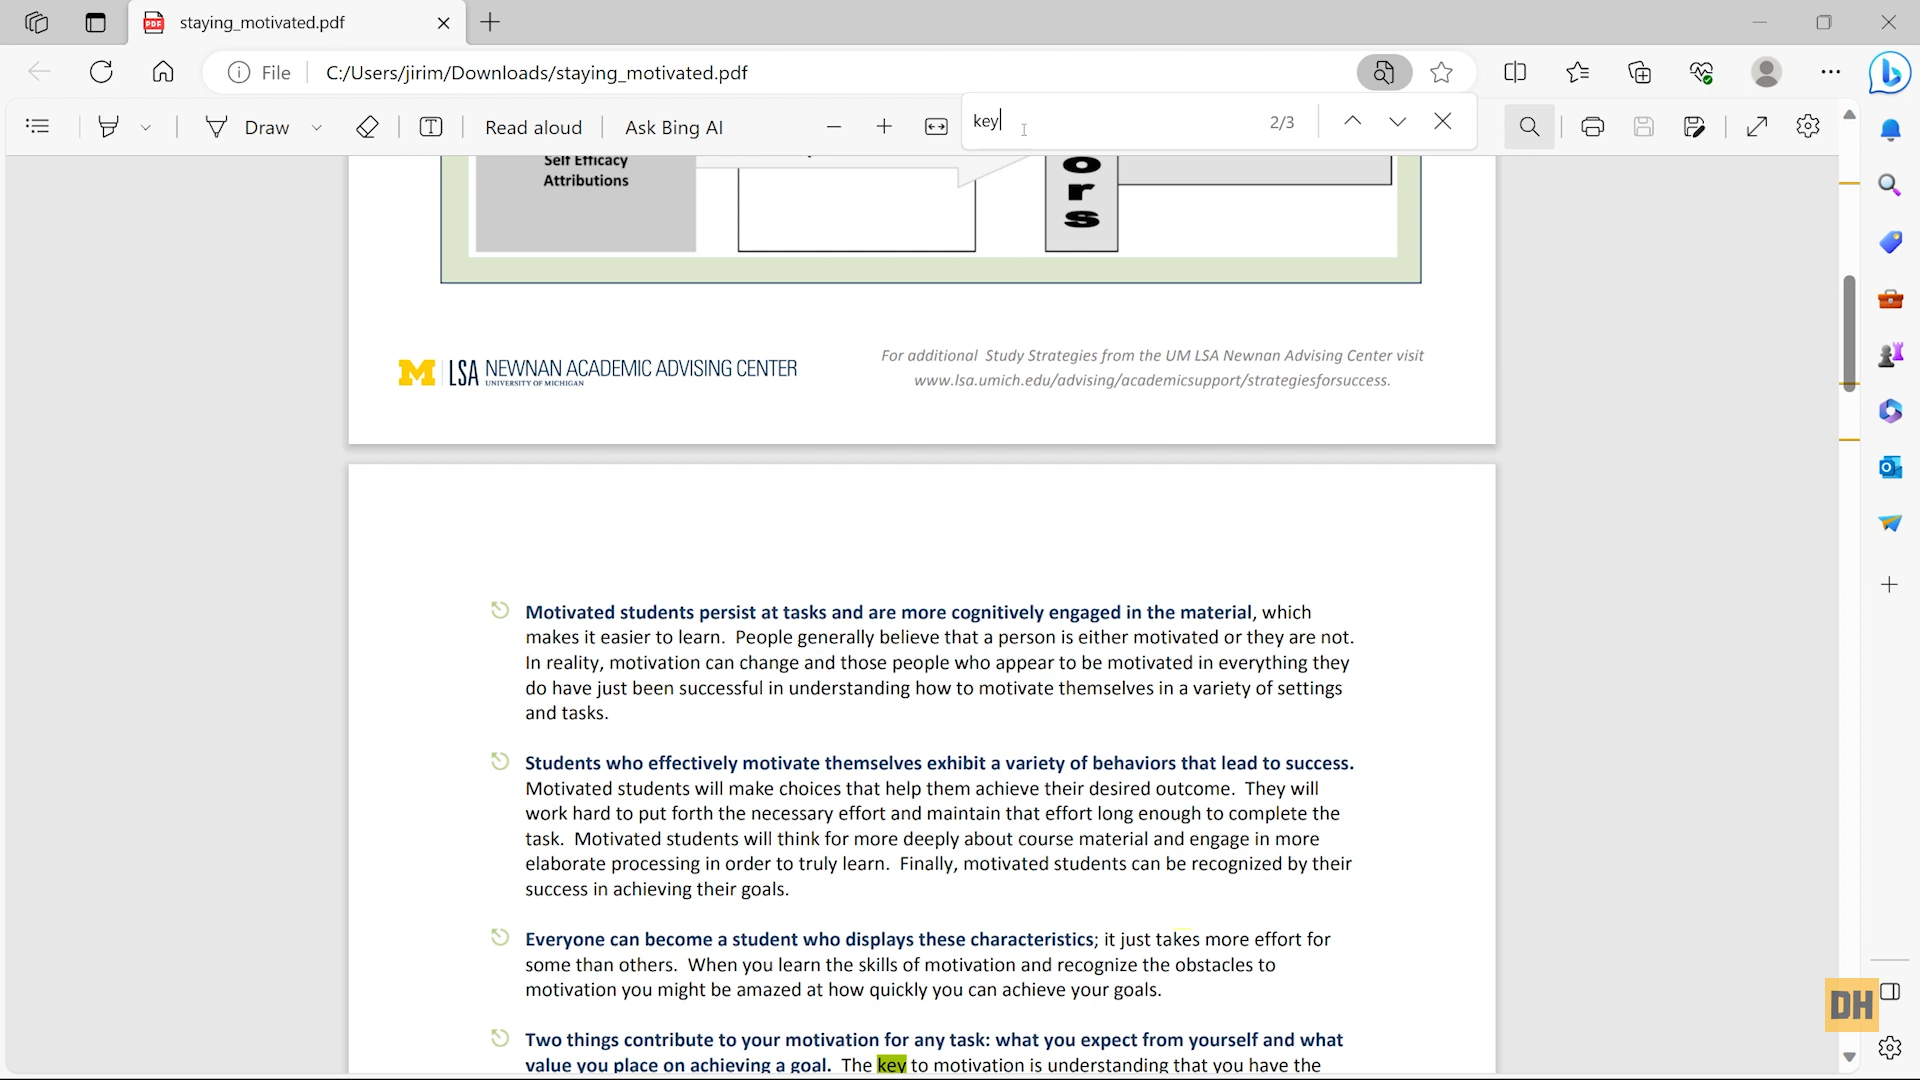 staying_motivated.pdf
File
C:/Users/jirim/Downloads/staying_motivated.pdf
Draw
Read aloud
Ask Bing AI
key
2/3
Self Efficacy
Attributions
o
r
s
M LSA NEWNAN ACADEMIC ADVISING CENTER
UNIVERSITY OF MICHIGAN
For additional Study Strategies from the UM LSA Newnan Advising Center visit
www.lsa.umich.edu/advising/academicsupport/strategiesforsuccess.
Motivated students persist at tasks and are more cognitively engaged in the material, which
makes it easier to learn. People generally believe that a person is either motivated or they are not.
In reality, motivation can change and those people who appear to be motivated in everything they
do have just been successful in understanding how to motivate themselves in a variety of settings
and tasks.
Students who effectively motivate themselves exhibit a variety of behaviors that lead to success.
Motivated students will make choices that help them achieve their desired outcome. They will
work hard to put forth the necessary effort and maintain that effort long enough to complete the
task. Motivated students will think for more deeply about course material and engage in more
elaborate processing in order to truly learn. Finally, motivated students can be recognized by their
success in achieving their goals.
Everyone can become a student who displays these characteristics; it just takes more effort for
some than others. When you learn the skills of motivation and recognize the obstacles to
motivation you might be amazed at how quickly you can achieve your goals.
Two things contribute to your motivation for any task: what you expect from yourself and what
value you place on achieving a goal. The key to motivation is understanding that you have the
DH